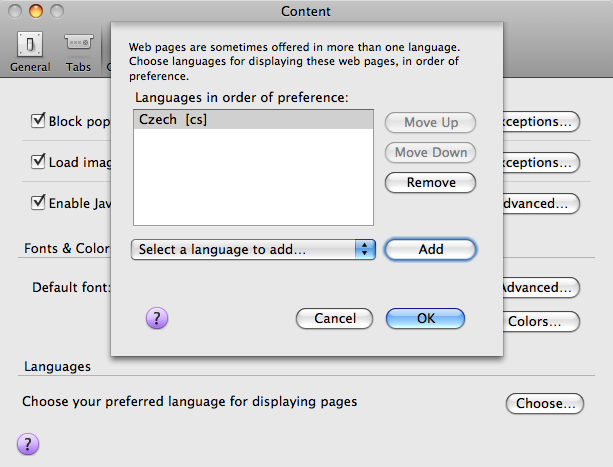 Content
General
Tabs
Web pages are sometimes offered in more than one language.
Choose languages for displaying these web pages, in order of
preference.
Languages in order of preference:
Czech [cs]
Move Up
Move Down
Remove
Select a language to add...
Add
?
Cancel
OK
Block pop
xceptions...
Load imag
xceptions...
Enable Jav
dvanced...
Fonts & Color
Default font:
Advanced...
Colors...
Languages
Choose your preferred language for displaying pages
Choose...
?